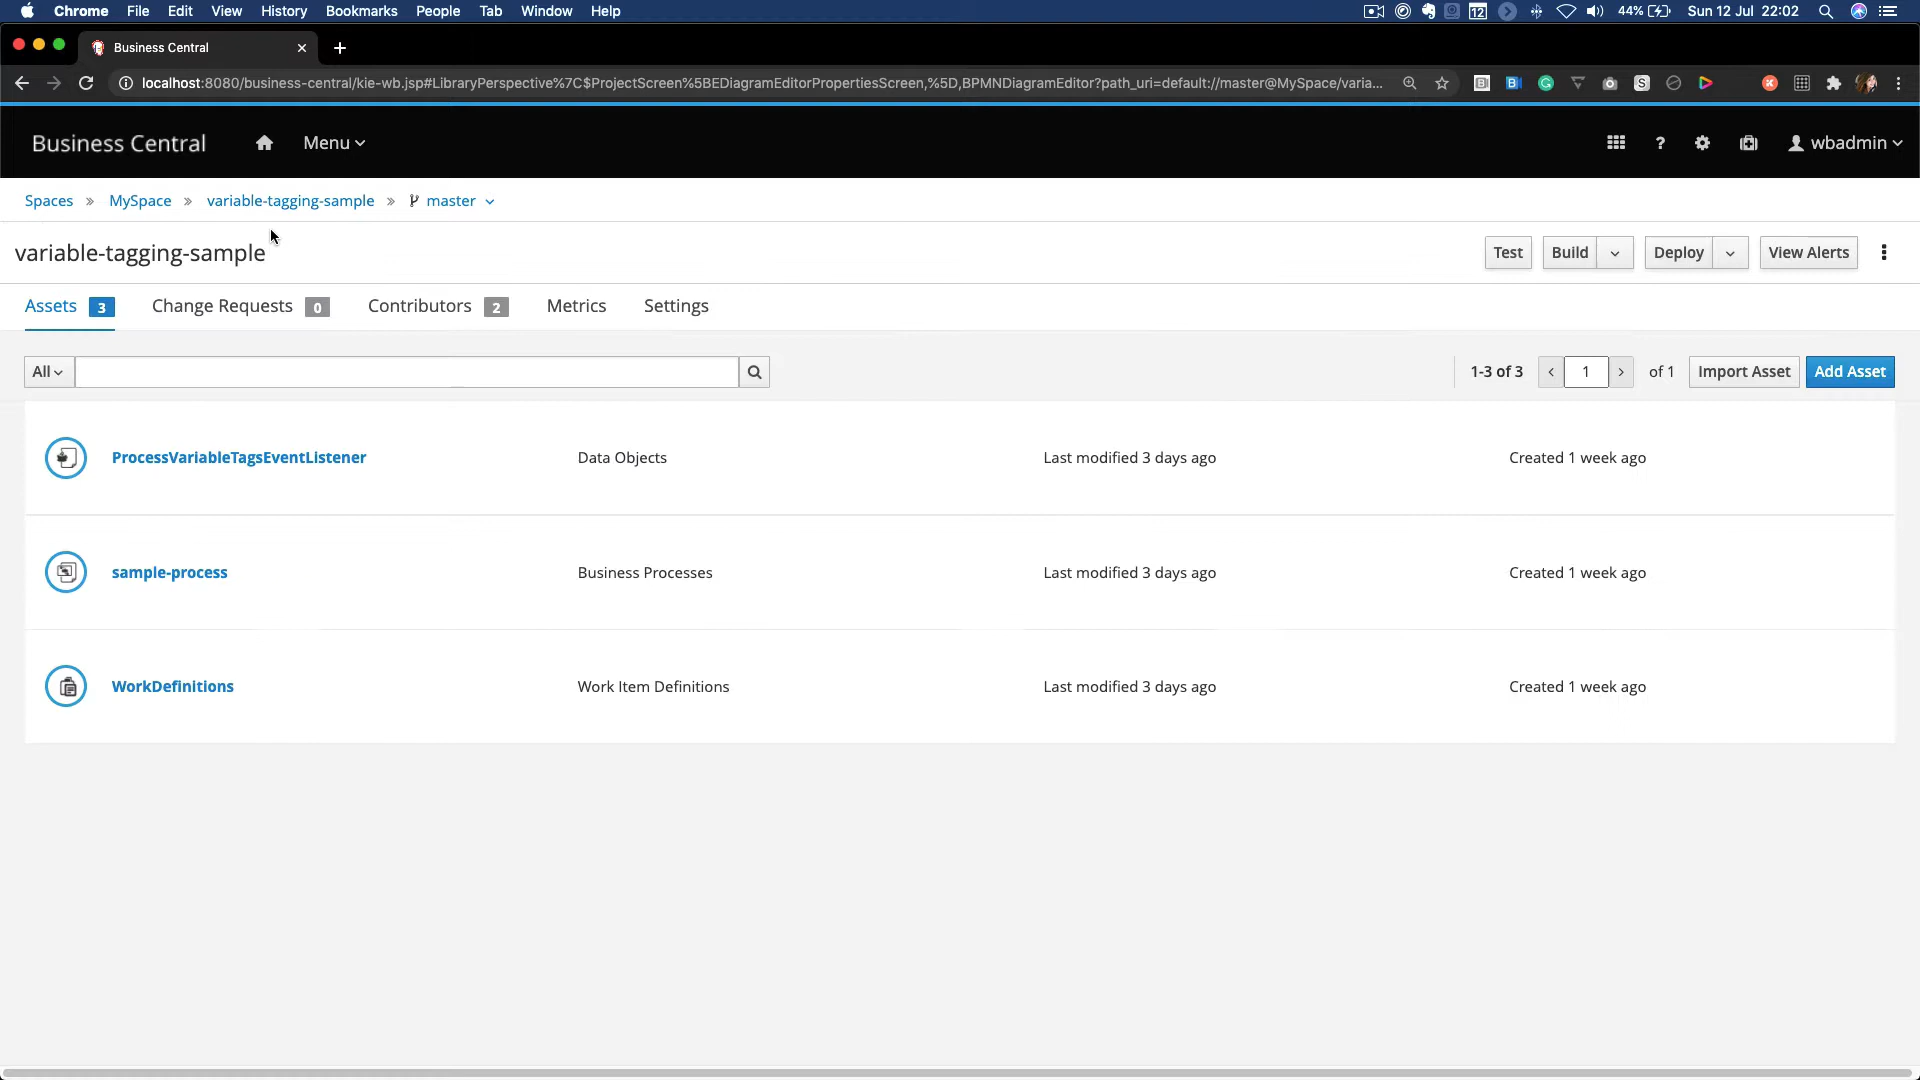 Chrome File Edit View History Bookmarks People Tab Window Help 12 44% Sun 12 Jul 22:02
Business Central
localhost:8080/business-central/kie-wb.jsp#LibraryPerspective%7C$ProjectScreen%5BEDiagramEditorPropertiesScreen,%5D,BPMNDiagramEditor?path_uri=default://master@MySpace/varia...
Business Central Menu ? wbadmin
Spaces » MySpace » variable-tagging-sample » master
variable-tagging-sample Test Build Deploy View Alerts
Assets 3 Change Requests 0 Contributors 2 Metrics Settings
All 1-3 of 3 1 of 1 Import Asset Add Asset
ProcessVariableTagsEventListener Data Objects Last modified 3 days ago Created 1 week ago
sample-process Business Processes Last modified 3 days ago Created 1 week ago
WorkDefinitions Work Item Definitions Last modified 3 days ago Created 1 week ago